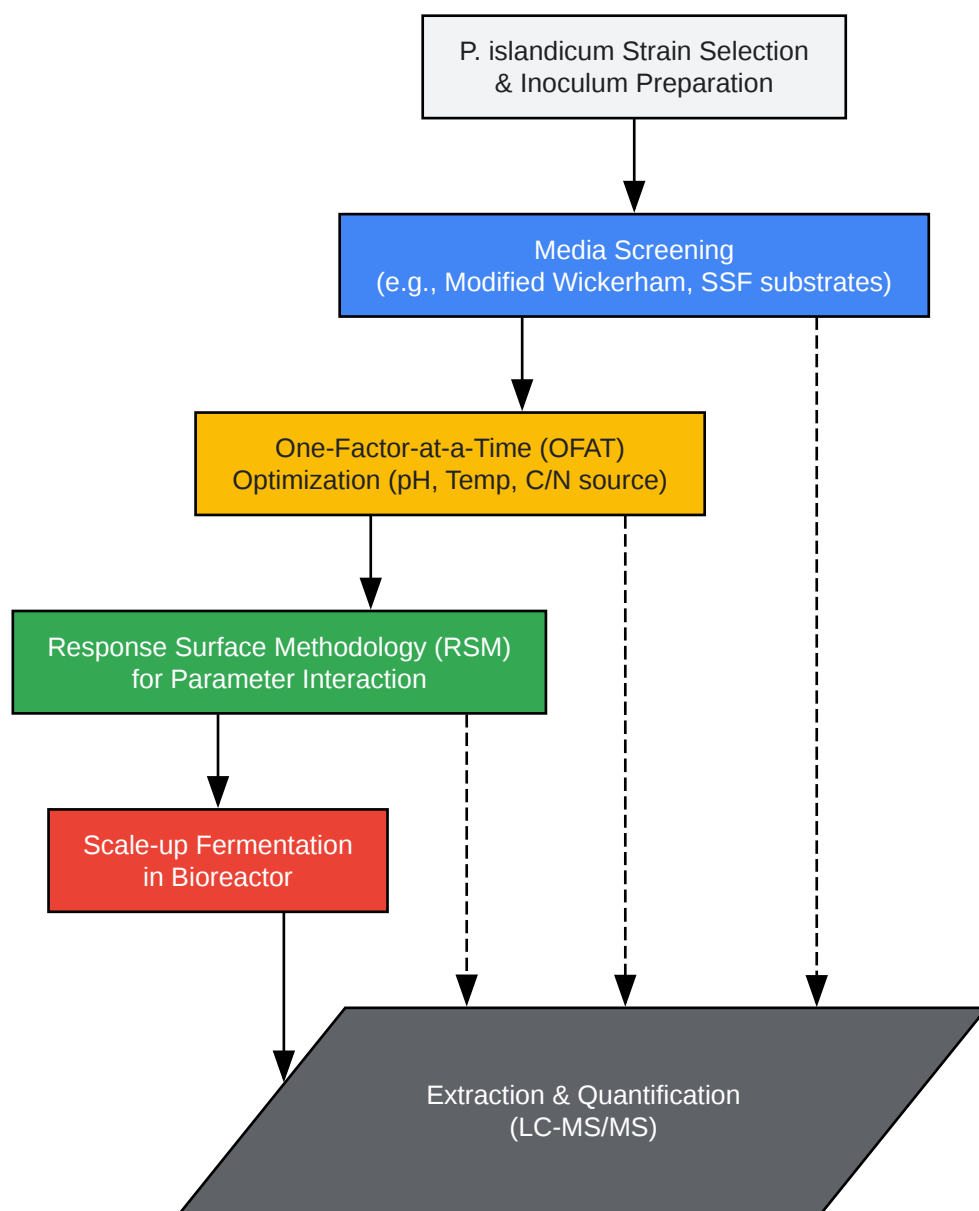 P. islandicum Strain Selection
& Inoculum Preparation
Media Screening
(e.g., Modified Wickerham, SSF substrates)
One-Factor-at-a-Time (OFAT)
Optimization (pH, Temp, C/N source)
Response Surface Methodology (RSM)
for Parameter Interaction
Scale-up Fermentation
in Bioreactor
Extraction & Quantification
(LC-MS/MS)